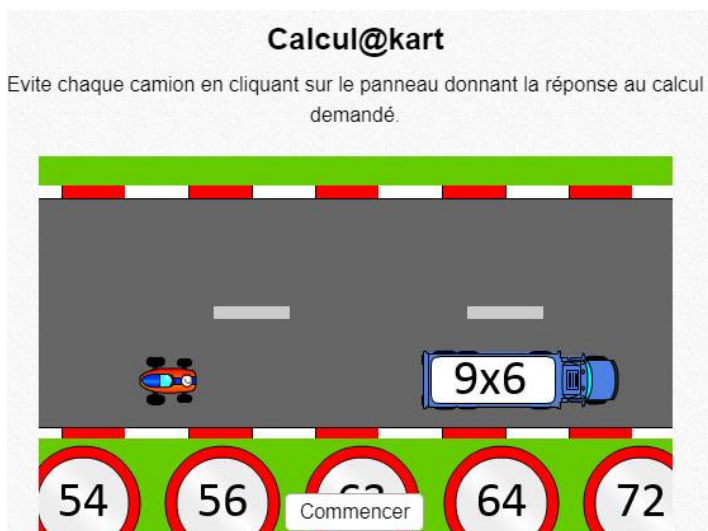 Calcul@kart
Evite chaque camion en cliquant sur le panneau donnant la réponse au calcul
demandé.
9x6
54 56 64 72
Commencer